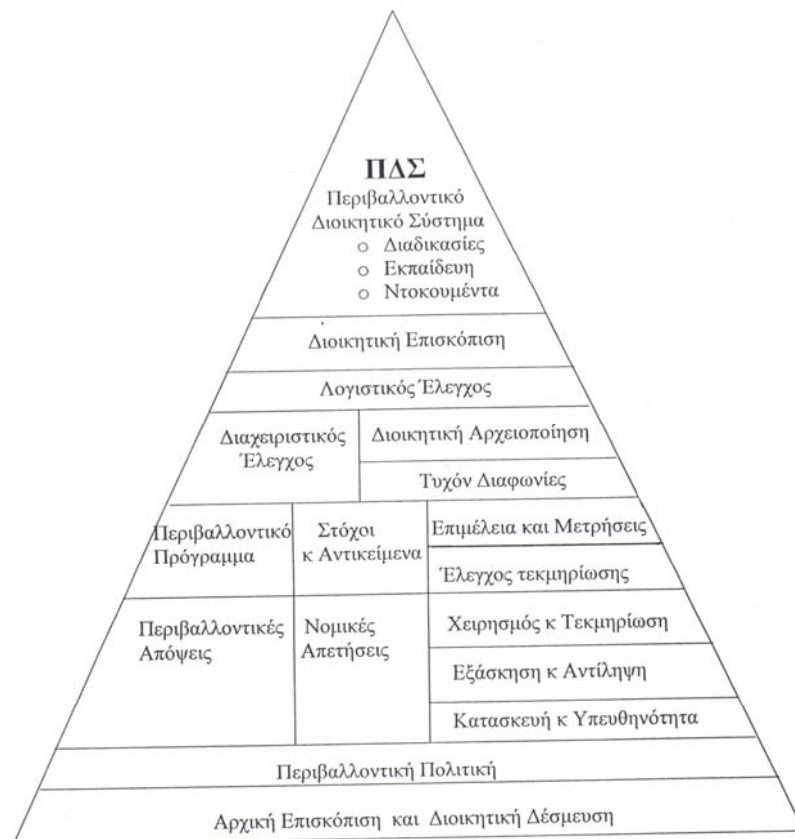 ΠΔΣ
Περιβαλλοντικό
Διοικητικό Σύστημα
o Διαδικασίες
o Εκπαίδευη
o Ντοκουμέντα
Διοικητική Επισκόπιση
Λογιστικός Έλεγχος
Διαχειριστικός
Έλεγχος
Διοικητική Αρχειοποίηση
Τυχόν Διαφωνίες
Περιβαλλοντικό
Πρόγραμμα
Στόχοι
κ Αντικείμενα
Επιμέλεια και Μετρήσεις
Έλεγχος τεκμηρίωσης
Περιβαλλοντικές
Απόψεις
Νομικές
Απετήσεις
Χειρησμός κ Τεκμηρίωση
Εξάσκηση κ Αντίληψη
Κατασκευή κ Υπευθηνότητα
Περιβαλλοντική Πολιτική
Αρχική Επισκόπιση και Διοικητική Δέσμευση